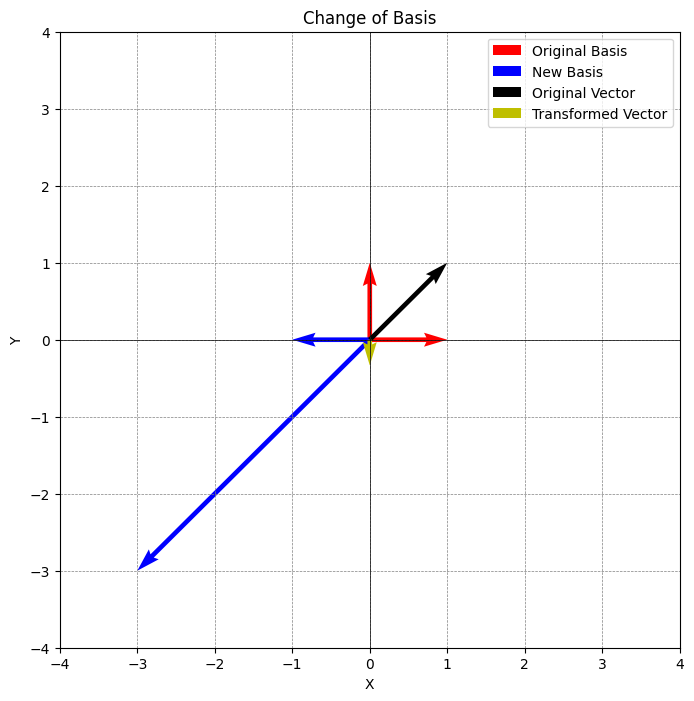 Change of Basis
Original Basis
New Basis
Original Vector
Transformed Vector
4
3
2
1
0
−1
−2
−3
−4
Y
−4 −3 −2 −1 0 1 2 3 4
X